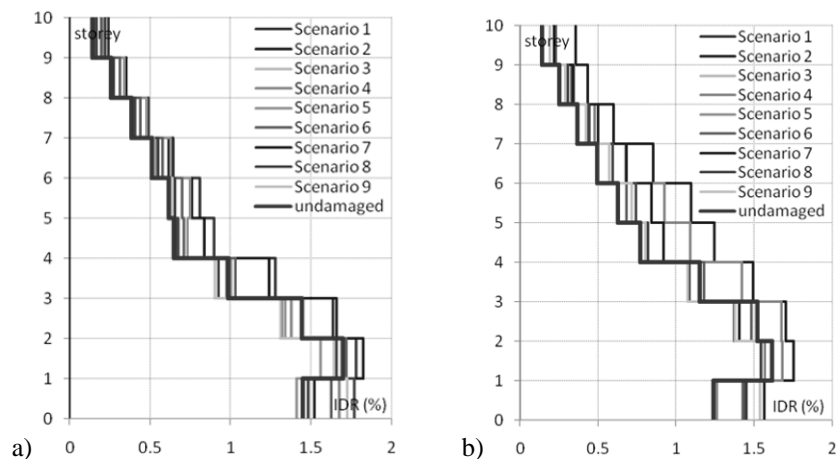 10
9
8
7
6
5
4
3
2
1
0
storey
Scenario 1
Scenario 2
Scenario 3
Scenario 4
Scenario 5
Scenario 6
Scenario 7
Scenario 8
Scenario 9
undamaged
IDR (%)
a)
0
0.5
1
1.5
2
10
9
8
7
6
5
4
3
2
1
0
storey
Scenario 1
Scenario 2
Scenario 3
Scenario 4
Scenario 5
Scenario 6
Scenario 7
Scenario 8
Scenario 9
undamaged
IDR (%)
b)
0
0.5
1
1.5
2